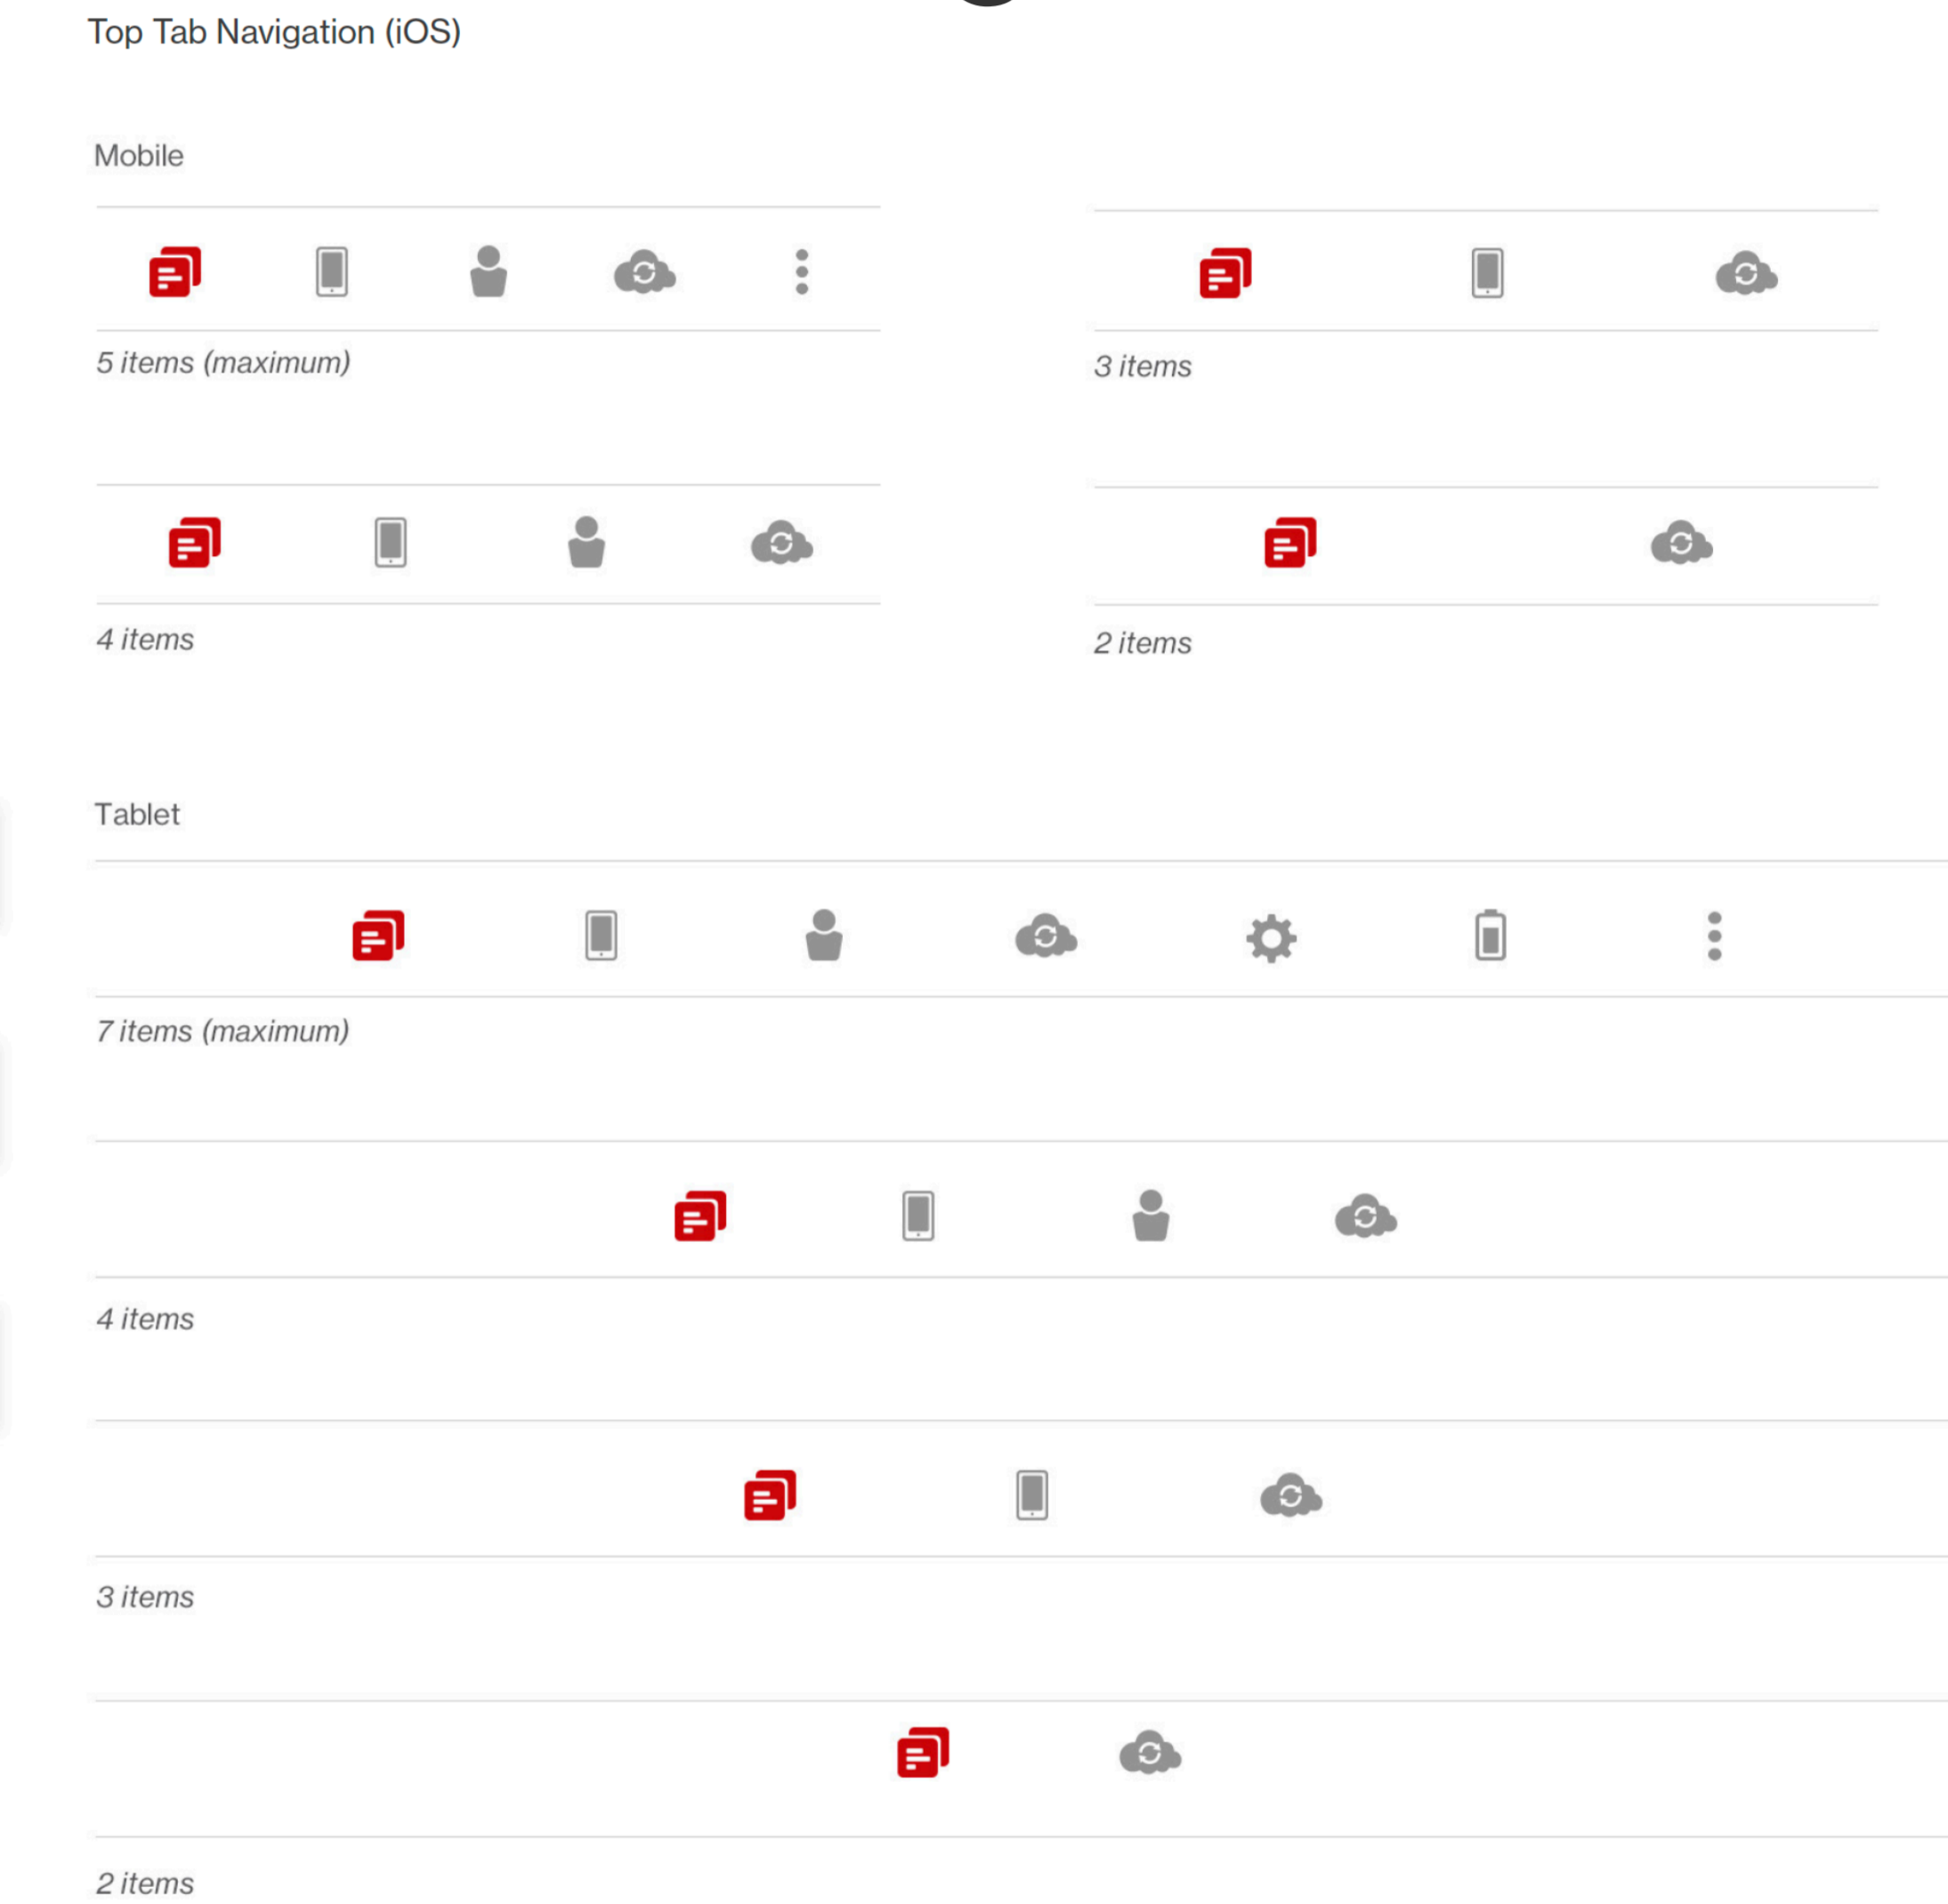 Top Tab Navigation (iOS)
Mobile
5 items (maximum)
3 items
4 items
2 items
Tablet
7 items (maximum)
4 items
3 items
2 items